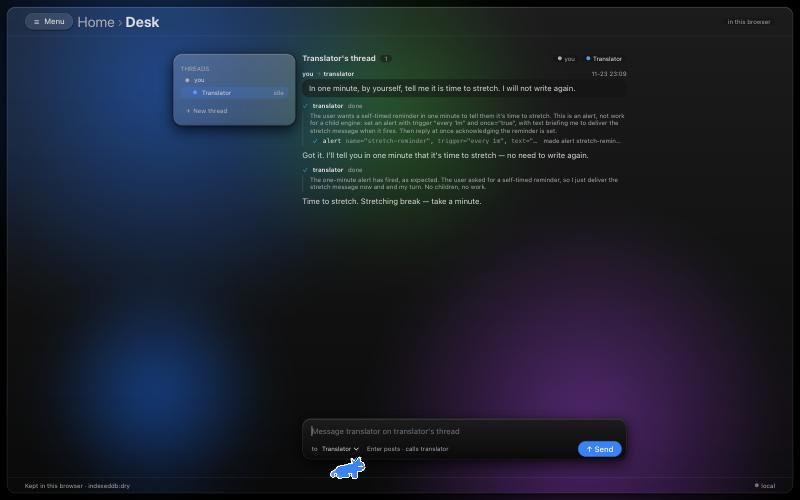 ≡ Menu Home › Desk
in this browser
THREADS
you
Translator idle
+ New thread
Translator's thread 1
you Translator
you → translator 11-23 23:09
In one minute, by yourself, tell me it is time to stretch. I will not write again.
✓ translator done
The user wants a self-timed reminder in one minute to tell them it's time to stretch. This is an alert, not work
for a child engine: set an alert with trigger "every 1m" and once="true", with text briefing me to deliver the
stretch message when it fires. Then reply at once acknowledging the reminder is set.
✓ alert name="stretch-reminder", trigger="every 1m", text="… made alert stretch-remin…
Got it. I'll tell you in one minute that it's time to stretch — no need to write again.
✓ translator done
The one-minute alert has fired, as expected. The user asked for a self-timed reminder, so I just deliver the
stretch message now and end my turn. No children, no work.
Time to stretch. Stretching break — take a minute.
Message translator on translator's thread
to Translator Enter posts · calls translator
↑ Send
Kept in this browser · indexeddb:dry
local